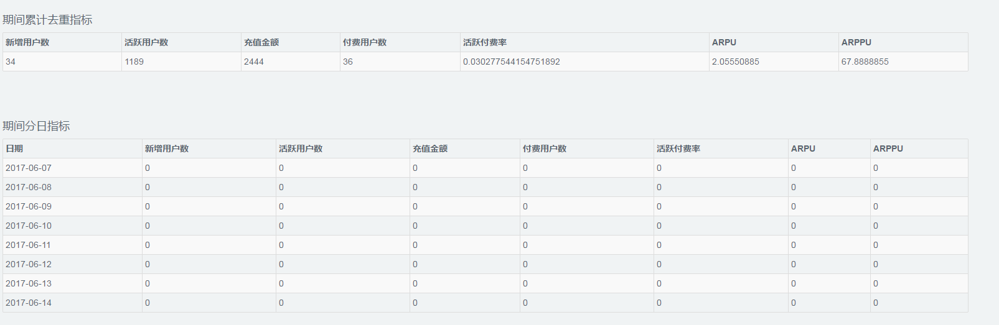 期间累计去重指标
新增用户数 活跃用户数 充值金额 付费用户数 活跃付费率 ARPU ARPPU
34 1189 2444 36 0.030277544154751892 2.05550885 67.8888855
期间分日指标
日期 新增用户数 活跃用户数 充值金额 付费用户数 活跃付费率 ARPU ARPPU
2017-06-07 0 0 0 0 0 0 0
2017-06-08 0 0 0 0 0 0 0
2017-06-09 0 0 0 0 0 0 0
2017-06-10 0 0 0 0 0 0 0
2017-06-11 0 0 0 0 0 0 0
2017-06-12 0 0 0 0 0 0 0
2017-06-13 0 0 0 0 0 0 0
2017-06-14 0 0 0 0 0 0 0